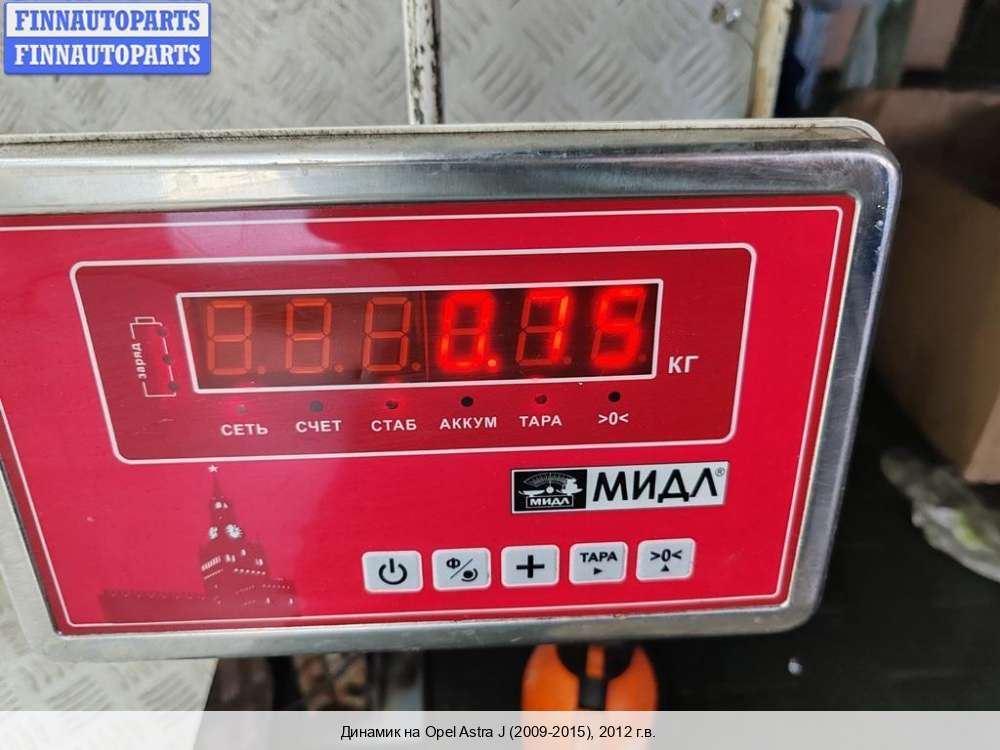 FINNAUTOPARTS
FINNAUTOPARTS
заряд
0.75
КГ
СЕТЬ СЧЕТ СТАБ АККУМ ТАРА >0<
МИДЛ МИДЛ®
Ф/ + ТАРА >0<
Динамик на Opel Astra J (2009-2015), 2012 г.в.